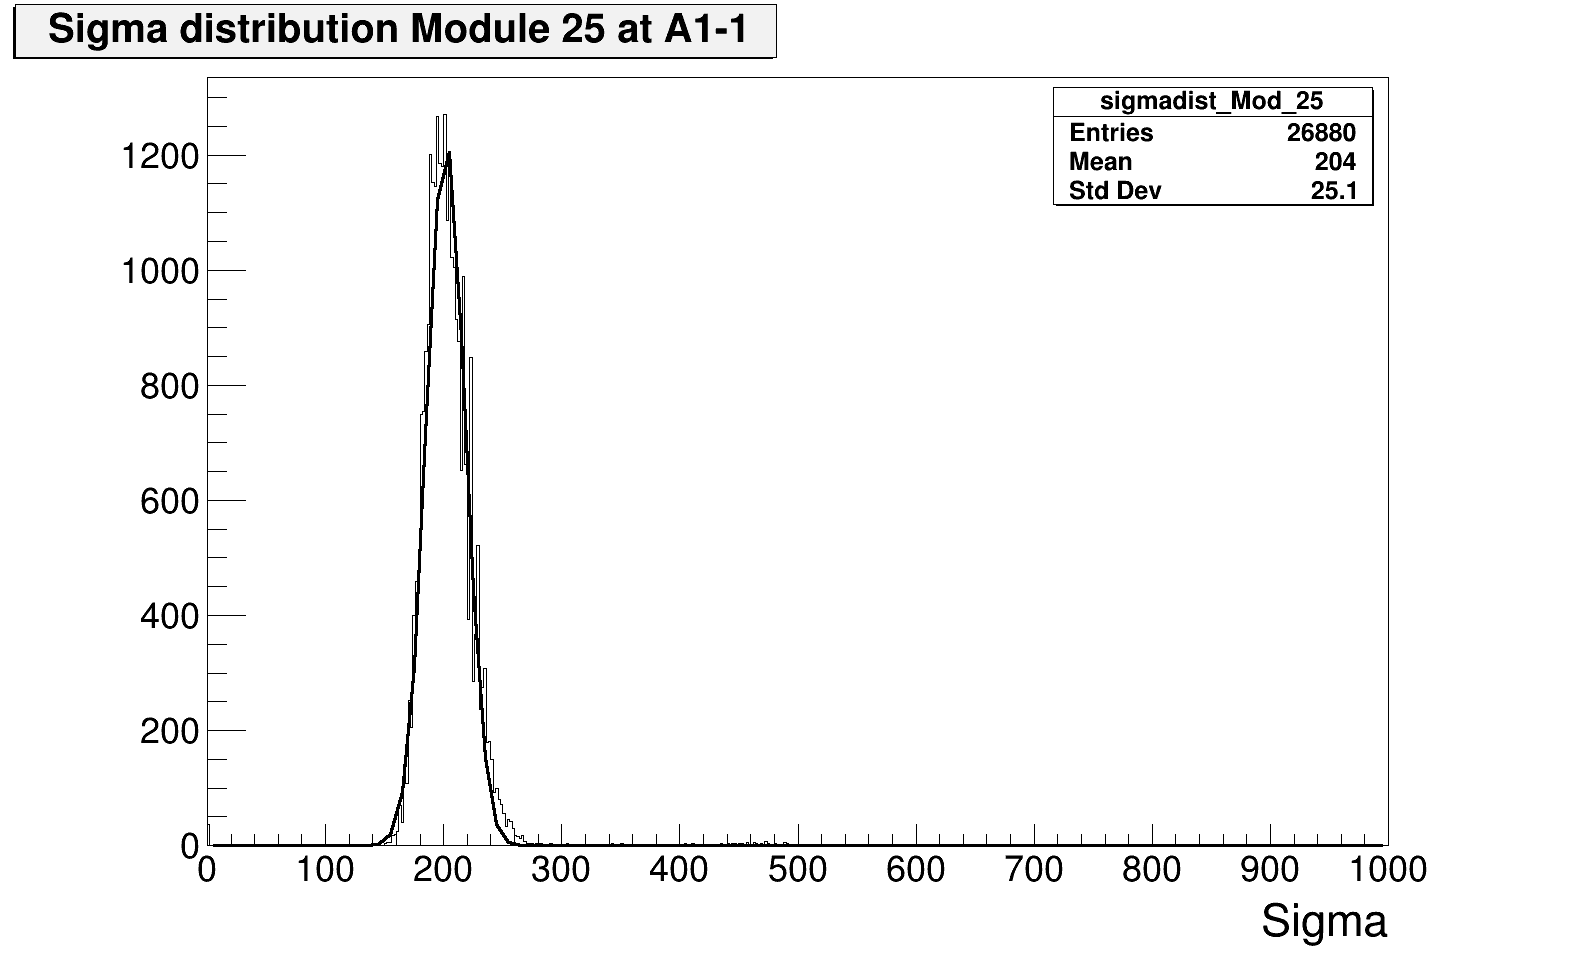 Sigma distribution Module 25 at A1-1
sigmadist_Mod_25
Entries 26880
Mean 204
Std Dev 25.1
1200
1000
800
600
400
200
0
0 100 200 300 400 500 600 700 800 900 1000
Sigma